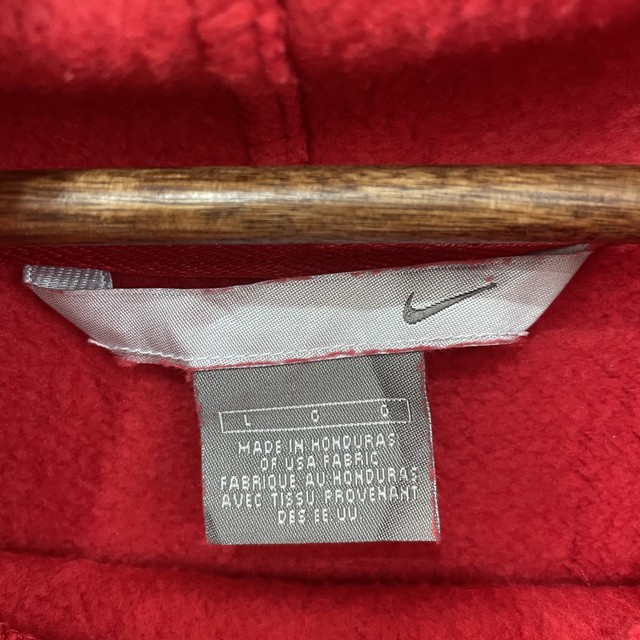 L G G
MADE IN HONDURAS
OF USA FABRIC
FABRIQUE AU HONDURAS
AVEC TISSU PROVENANT
DES EE.UU.